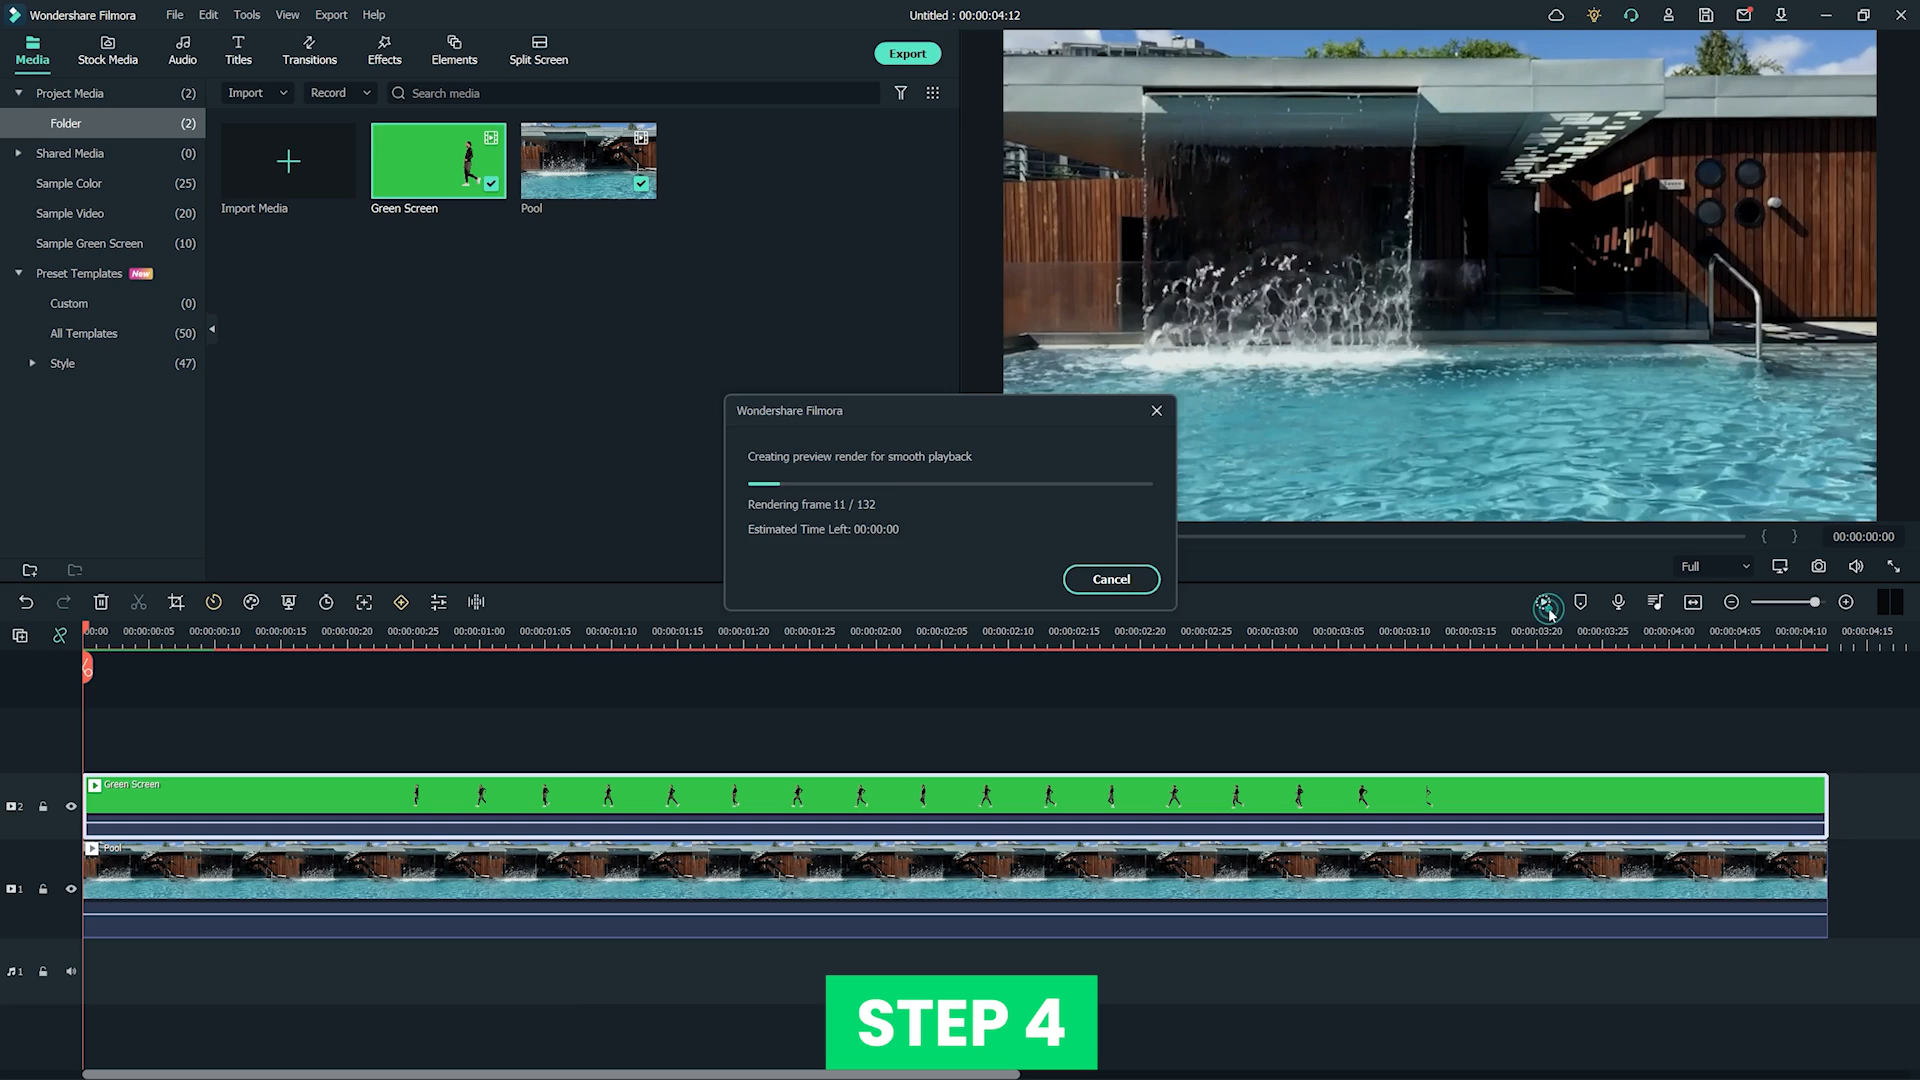 Wondershare Filmora
File Edit Tools View Export Help
Untitled : 00:00:04:12
Media Stock Media Audio Titles Transitions Effects Elements Split Screen
Export
Project Media (2)
Folder (2)
Shared Media (0)
Sample Color (25)
Sample Video (20)
Sample Green Screen (10)
Preset Templates New
Custom (0)
All Templates (50)
Style (47)
Import Record Search media
Import Media Green Screen Pool
Wondershare Filmora
Creating preview render for smooth playback
Rendering frame 11 / 132
Estimated Time Left: 00:00:00
Cancel
{ } 00:00:00:00
Full
00:00 00:00:00:05 00:00:00:10 00:00:00:15 00:00:00:20 00:00:00:25 00:00:01:00 00:00:01:05 00:00:01:10 00:00:01:15 00:00:01:20 00:00:01:25 00:00:02:00 00:00:02:05 00:00:02:10 00:00:02:15 00:00:02:20 00:00:02:25 00:00:03:00 00:00:03:05 00:00:03:10 00:00:03:15 00:00:03:20 00:00:03:25 00:00:04:00 00:00:04:05 00:00:04:10 00:00:04:15
Green Screen
2
Pool
1
1
STEP 4